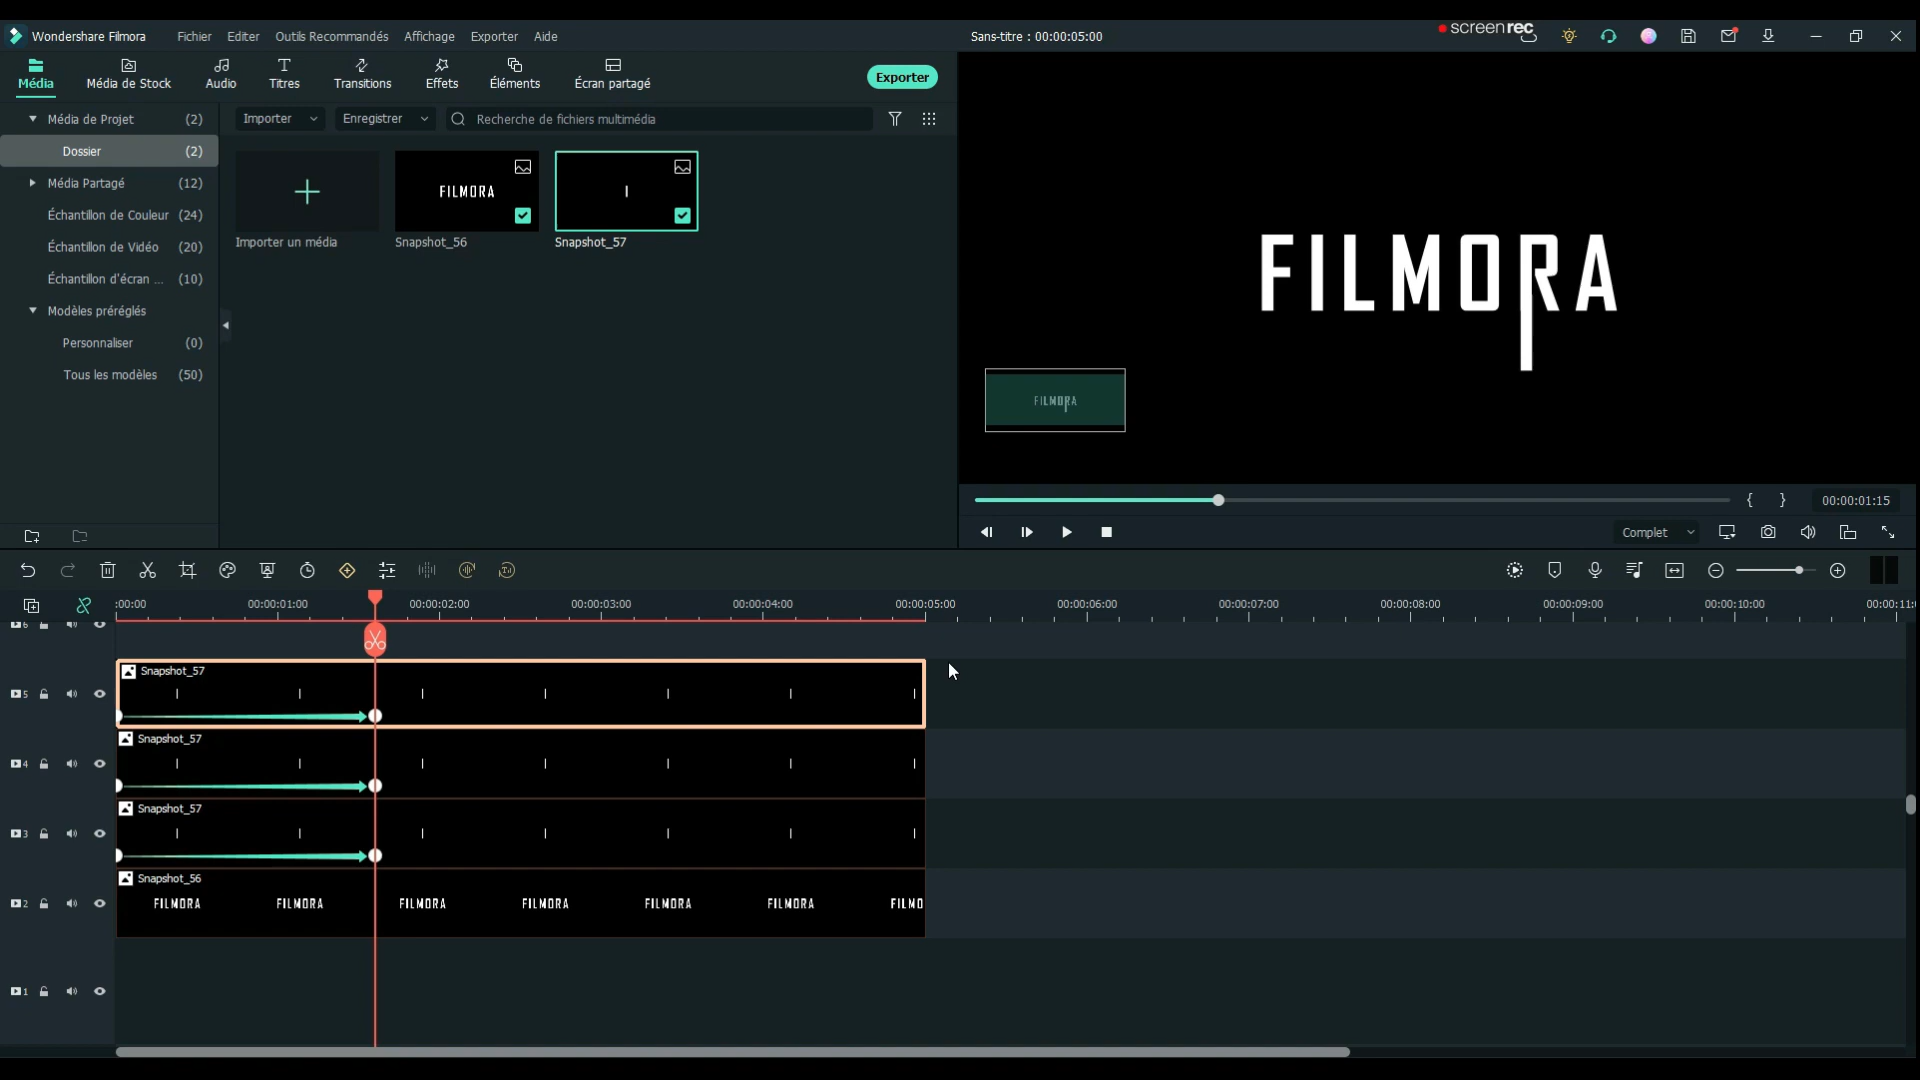 screenrec
Wondershare Filmora
Fichier
Editer
Outils Recommandés
Affichage
Exporter
Aide
Sans-titre : 00:00:05:00
Média
Média de Stock
Audio
Titres
Transitions
Effets
Éléments
Écran partagé
Exporter
Média de Projet (2)
Dossier (2)
Média Partagé (12)
Échantillon de Couleur (24)
Échantillon de Vidéo (20)
Échantillon d'écran ... (10)
Modèles préréglés
Personnaliser (0)
Tous les modèles (50)
Importer
Enregistrer
Recherche de fichiers multimédia
FILMORA
Importer un média
Snapshot_56
Snapshot_57
FILMORA
FILMORA
00:00:01:15
Complet
:00:00
00:00:01:00
00:00:02:00
00:00:03:00
00:00:04:00
00:00:05:00
00:00:06:00
00:00:07:00
00:00:08:00
00:00:09:00
00:00:10:00
00:00:11:
6
5
Snapshot_57
4
Snapshot_57
3
Snapshot_57
2
Snapshot_56
FILMORA FILMORA FILMORA FILMORA FILMORA FILMORA FILMO
1